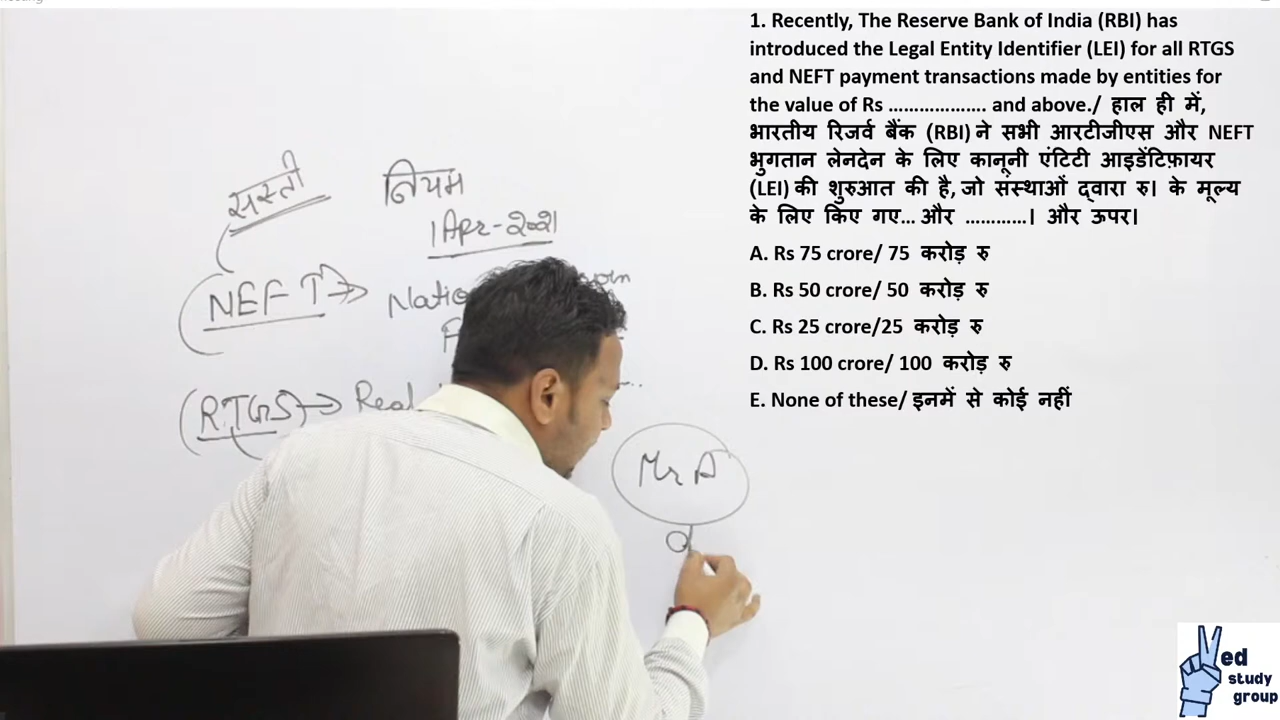 1. Recently, The Reserve Bank of India (RBI) has
introduced the Legal Entity Identifier (LEI) for all RTGS
and NEFT payment transactions made by entities for
the value of Rs ………………. and above./ हाल ही में,
भारतीय रिजर्व बैंक (RBI) ने सभी आरटीजीएस और NEFT
भुगतान लेनदेन के लिए कानूनी एंटिटी आइडेंटिफ़ायर
(LEI) की शुरुआत की है, जो संस्थाओं द्वारा रु। के मूल्य
के लिए किए गए... और …………। और ऊपर।
A. Rs 75 crore/ 75 करोड़ रु
B. Rs 50 crore/ 50 करोड़ रु
C. Rs 25 crore/25 करोड़ रु
D. Rs 100 crore/ 100 करोड़ रु
E. None of these/ इनमें से कोई नहीं
सस्ती नियम
1 Apr-2021
NEFT →
(RTGS) → Real
Mr A
Ved
study
group